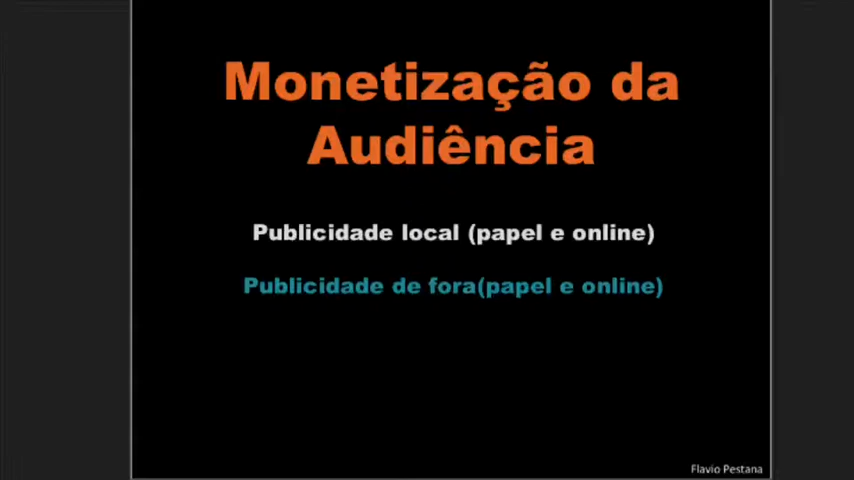 Monetização da
Audiência
Publicidade local (papel e online)
Publicidade de fora(papel e online)
Flavio Pestana